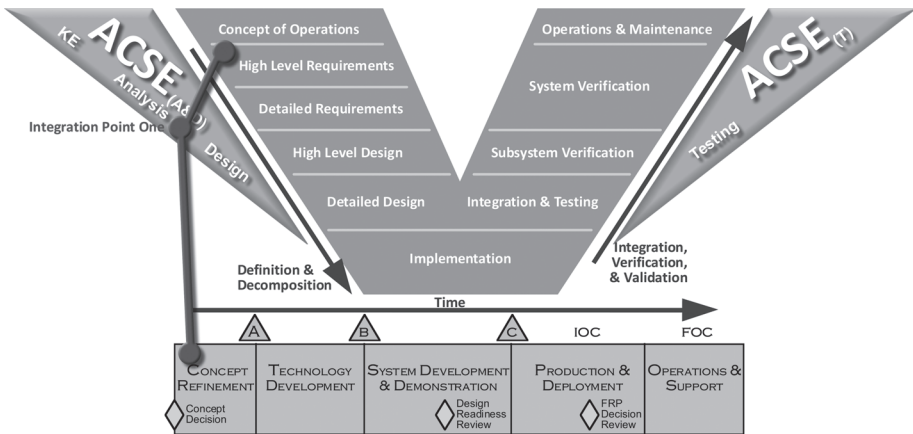 KE
ACSE (A&D)
Analysis
Design
Integration Point One
Concept of Operations
High Level Requirements
Detailed Requirements
High Level Design
Detailed Design
Implementation
Operations & Maintenance
System Verification
Subsystem Verification
Integration & Testing
ACSE (T)
Testing
Definition &
Decomposition
Integration,
Verification,
& Validation
Time
A
B
C
IOC
FOC
CONCEPT
REFINEMENT
TECHNOLOGY
DEVELOPMENT
SYSTEM DEVELOPMENT
& DEMONSTRATION
PRODUCTION &
DEPLOYMENT
OPERATIONS &
SUPPORT
Concept
Decision
Design
Readiness
Review
FRP
Decision
Review